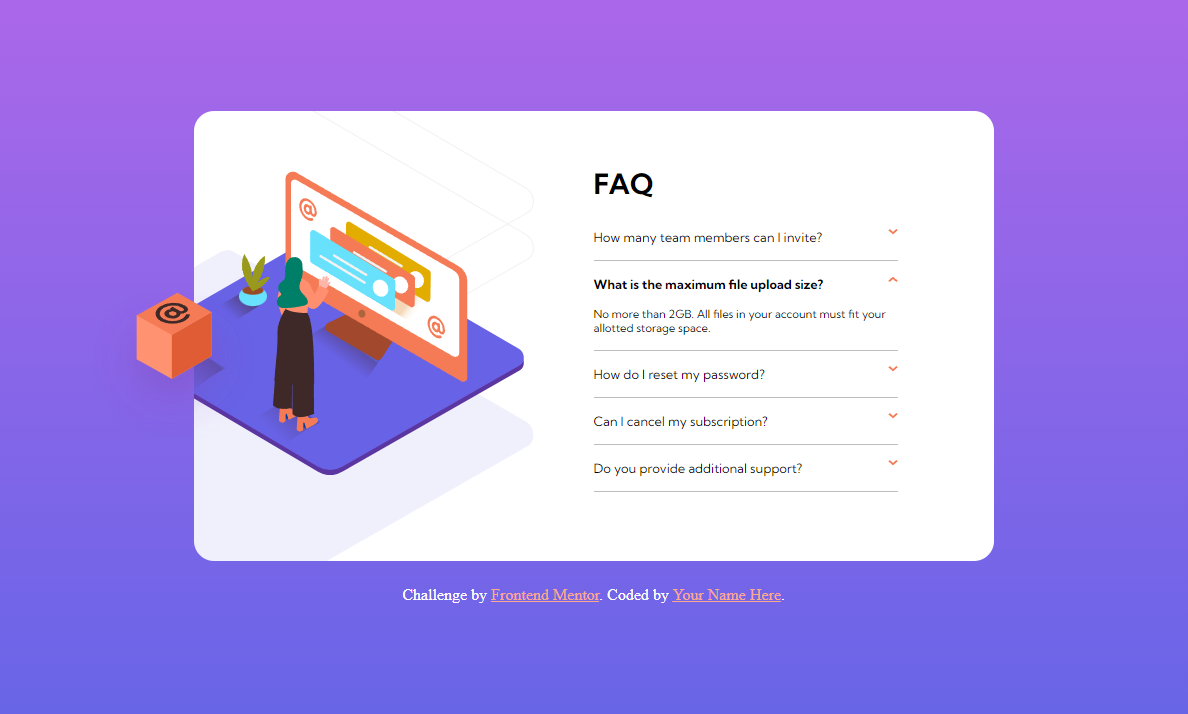 FAQ
How many team members can I invite?
What is the maximum file upload size?
No more than 2GB. All files in your account must fit your
allotted storage space.
How do I reset my password?
Can I cancel my subscription?
Do you provide additional support?
@
@
@
Challenge by Frontend Mentor. Coded by Your Name Here.